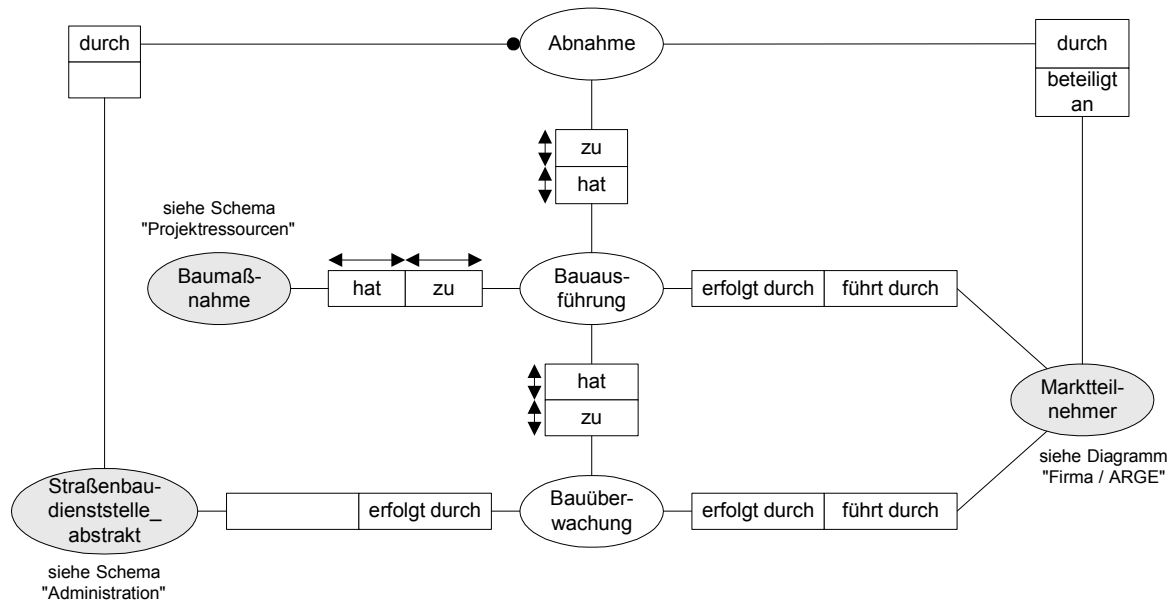 durch
Abnahme
durch
beteiligt
an
zu
hat
siehe Schema
"Projektressourcen"
Baumaß-
nahme
hat
zu
Bauaus-
führung
erfolgt durch
führt durch
hat
zu
Marktteil-
nehmer
siehe Diagramm
"Firma / ARGE"
Straßenbau-
dienststelle_
abstrakt
erfolgt durch
Bauüber-
wachung
erfolgt durch
führt durch
siehe Schema
"Administration"